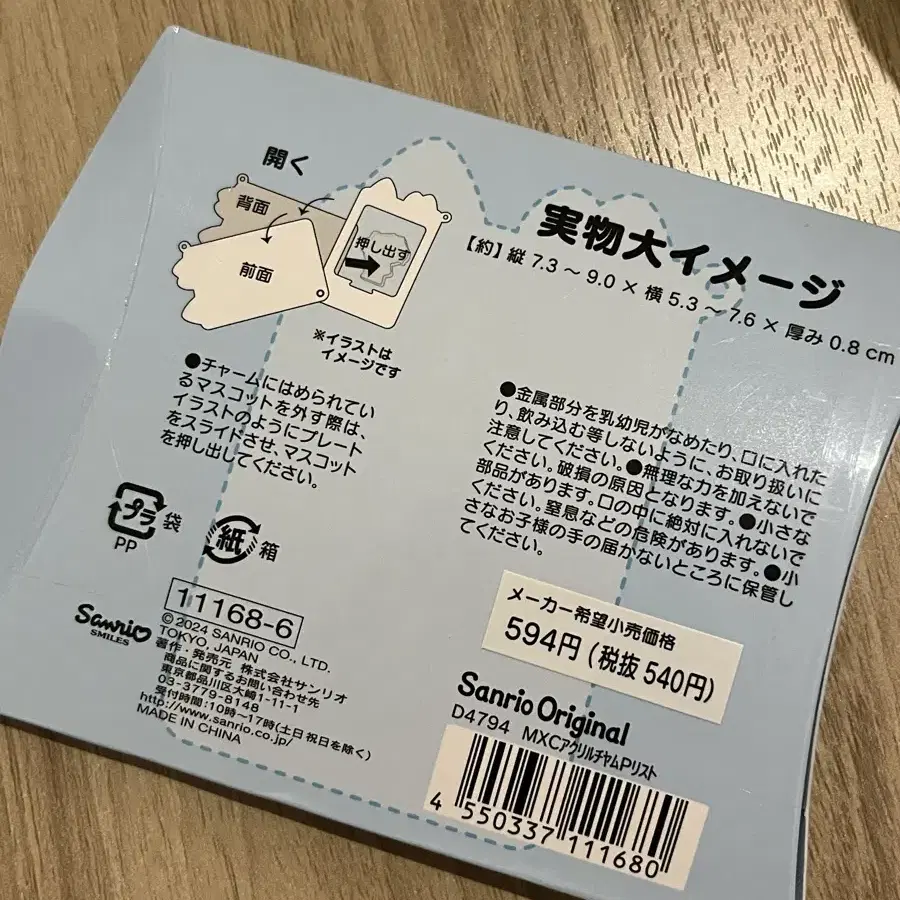 開く
背面
前面
押し出す
※イラストは
イメージです
実物大イメージ
【約】縦 7.3 ～ 9.0 × 横 5.3 ～ 7.6 × 厚み 0.8 cm
●チャームにはめられてい
るマスコットを外す際は、
イラストのようにプレート
をスライドさせ、マスコット
を押し出してください。
●金属部分を乳幼児がなめたり、口に入れた
り、飲み込む等しないように、お取り扱いに
注意してください。●無理な力を加えないで
ください。破損の原因となります。●小さな
部品があります。口の中に絶対に入れないで
ください。窒息などの危険があります。●小
さなお子様の手の届かないところに保管し
てください。
プラ 袋
PP
紙 箱
11168-6
Sanrio
SMILES
© 2024 SANRIO CO., LTD.
TOKYO, JAPAN
著作・発売元 株式会社サンリオ
商品に関するお問い合わせ先
東京都品川区大崎1-11-1
03-3779-8148
受付時間：10時～17時(土日祝日を除く)
http://www.sanrio.co.jp/
MADE IN CHINA
メーカー希望小売価格
594円 (税抜 540円)
Sanrio Original
D4794 MXCアクリルチャムPリスト
4 550337 111680